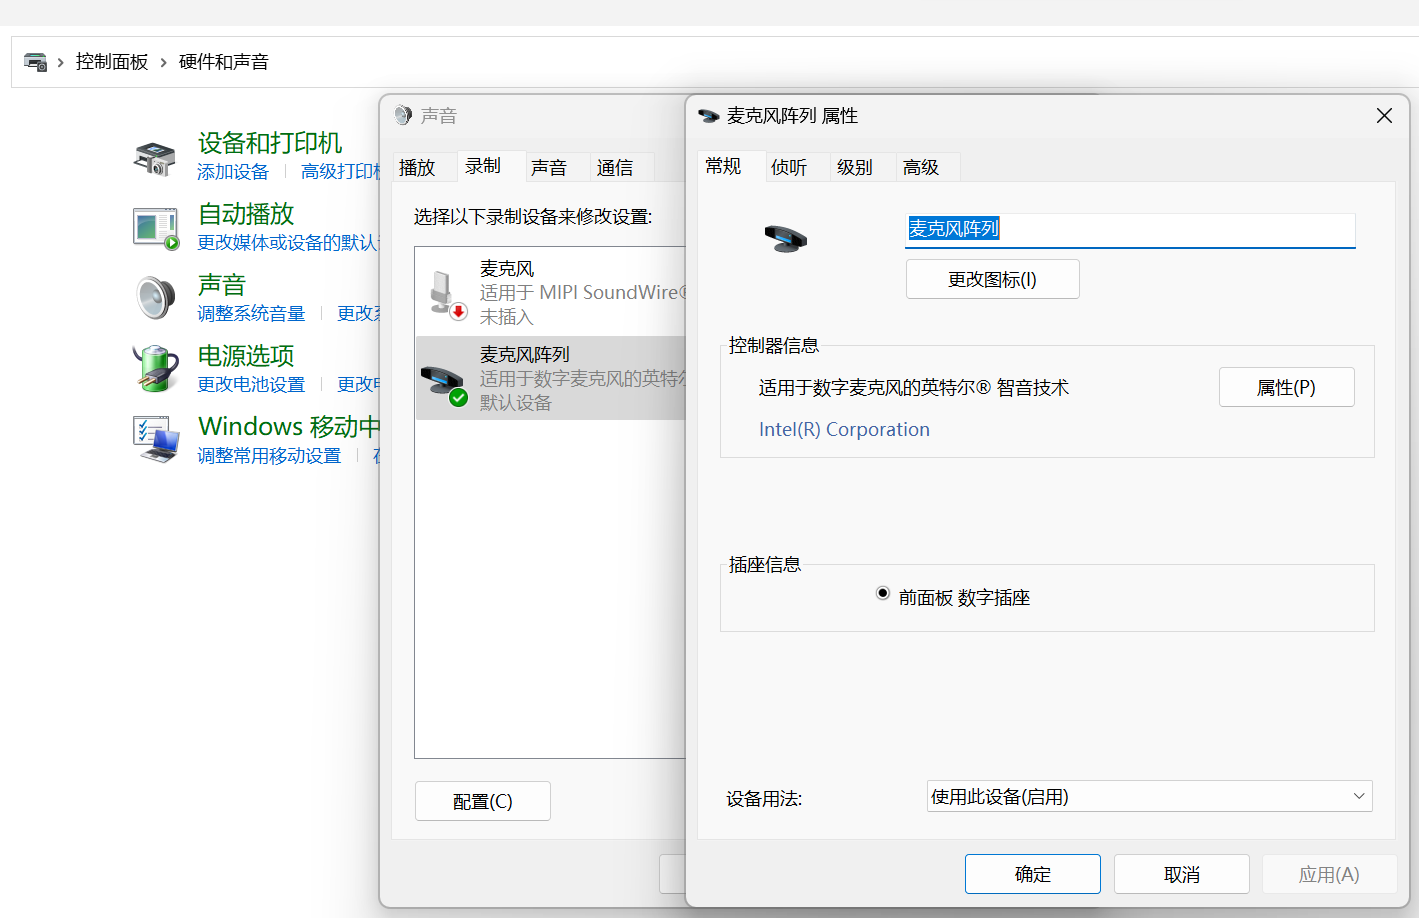 控制面板 › 硬件和声音
设备和打印机
添加设备 高级打印机
自动播放
更改媒体或设备的默认
声音
调整系统音量 更改系
电源选项
更改电池设置 更改
Windows 移动中
调整常用移动设置
声音
播放 录制 声音 通信
选择以下录制设备来修改设置:
麦克风
适用于 MIPI SoundWire®
未插入
麦克风阵列
适用于数字麦克风的英特尔
默认设备
配置(C)
麦克风阵列 属性
常规 侦听 级别 高级
麦克风阵列
更改图标(I)
控制器信息
适用于数字麦克风的英特尔® 智音技术 属性(P)
Intel(R) Corporation
插座信息
前面板 数字插座
设备用法: 使用此设备(启用)
确定 取消 应用(A)